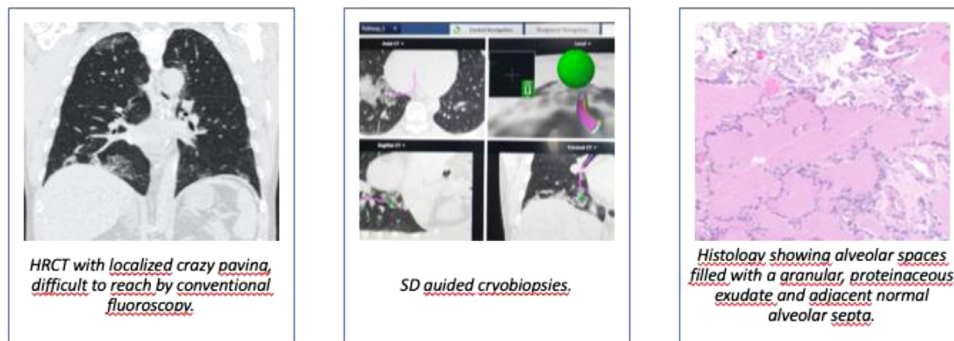 Pathway_1
Central Navigation
Peripheral Navigation
Axial CT
Local
Sagittal CT
Coronal CT
HRCT with localized crazy paving,
difficult to reach by conventional
fluoroscopy.
SD guided cryobiopsies.
Histology showing alveolar spaces
filled with a granular, proteinaceous
exudate and adjacent normal
alveolar septa.